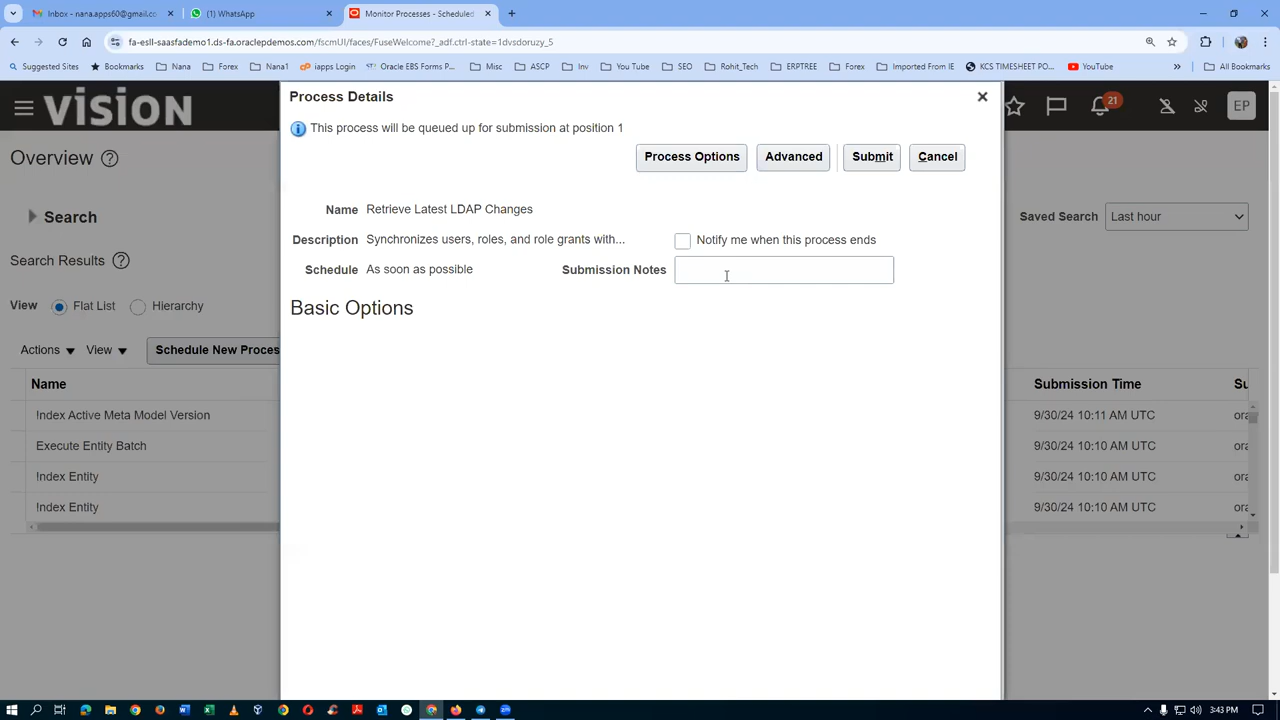 Inbox - nana.apps60@gmail.co
(1) WhatsApp
Monitor Processes - Scheduled
fa-esll-saasfademo1.ds-fa.oraclepdemos.com/fscmUI/faces/FuseWelcome?_adf.ctrl-state=1dvsdoruzy_5
Suggested Sites
Bookmarks
Nana
Forex
Nana1
iapps Login
Oracle EBS Forms P...
Misc
ASCP
Inv
You Tube
SEO
Rohit_Tech
ERPTREE
Forex
Imported From IE
KCS TIMESHEET PO...
YouTube
All Bookmarks
VISION
21
EP
Process Details
This process will be queued up for submission at position 1
Process Options
Advanced
Submit
Cancel
Name Retrieve Latest LDAP Changes
Description Synchronizes users, roles, and role grants with...
Notify me when this process ends
Schedule As soon as possible
Submission Notes
Basic Options
Overview
Search
Saved Search Last hour
Search Results
View Flat List Hierarchy
Actions View Schedule New Proces
Name Submission Time Su
!ndex Active Meta Model Version 9/30/24 10:11 AM UTC ora
Execute Entity Batch 9/30/24 10:10 AM UTC ora
!ndex Entity 9/30/24 10:10 AM UTC ora
!ndex Entity 9/30/24 10:10 AM UTC ora
3:43 PM